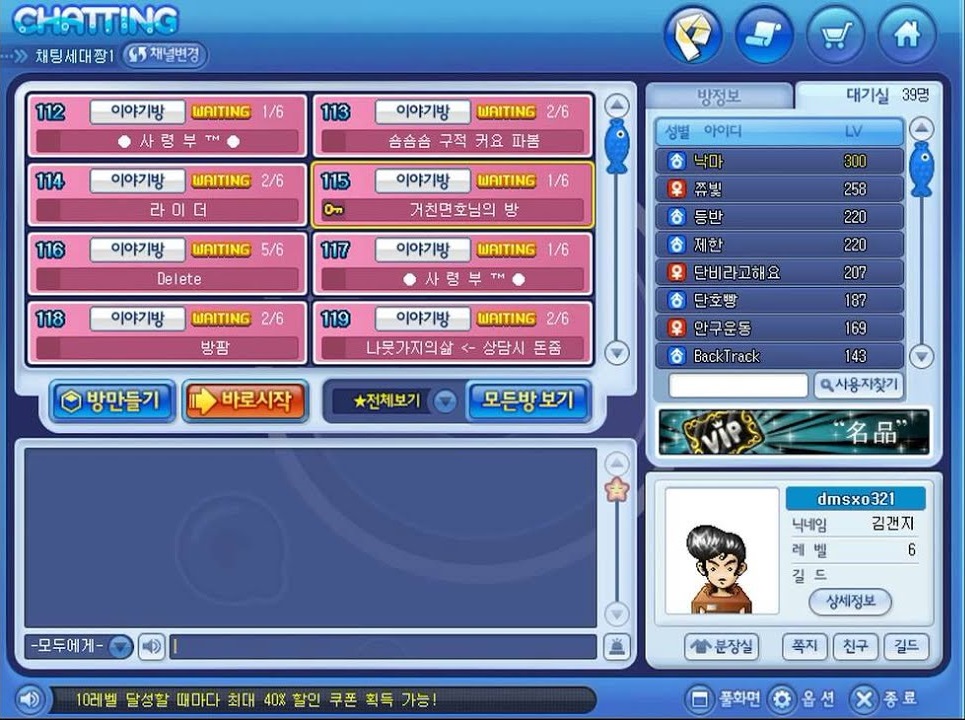 CHATTING
채팅세대짱1 채널변경
112 이야기방 WAITING 1/6
● 사 령 부 ™ ●
113 이야기방 WAITING 2/6
숌숌숌 구적 커요 파봄
114 이야기방 WAITING 2/6
라 이 더
115 이야기방 WAITING 1/6
거친면호님의 방
116 이야기방 WAITING 5/6
Delete
117 이야기방 WAITING 1/6
● 사 령 부 ™ ●
118 이야기방 WAITING 2/6
방팜
119 이야기방 WAITING 2/6
나뭇가지의삶 <- 상담시 돈줌
방만들기 바로시작 ★전체보기 모든방 보기
방정보 대기실 39명
성별 아이디 LV
낙마 300
쮸빛 258
등반 220
제한 220
단비라고해요 207
단호빵 187
안구운동 169
BackTrack 143
사용자찾기
VIP "名品"
dmsxo321
닉네임 김갠지
레 벨 6
길 드
상세정보
분장실 쪽지 친구 길드
-모두에게-
10레벨 달성할 때마다 최대 40% 할인 쿠폰 획득 가능!
풀화면 옵 션 종 료